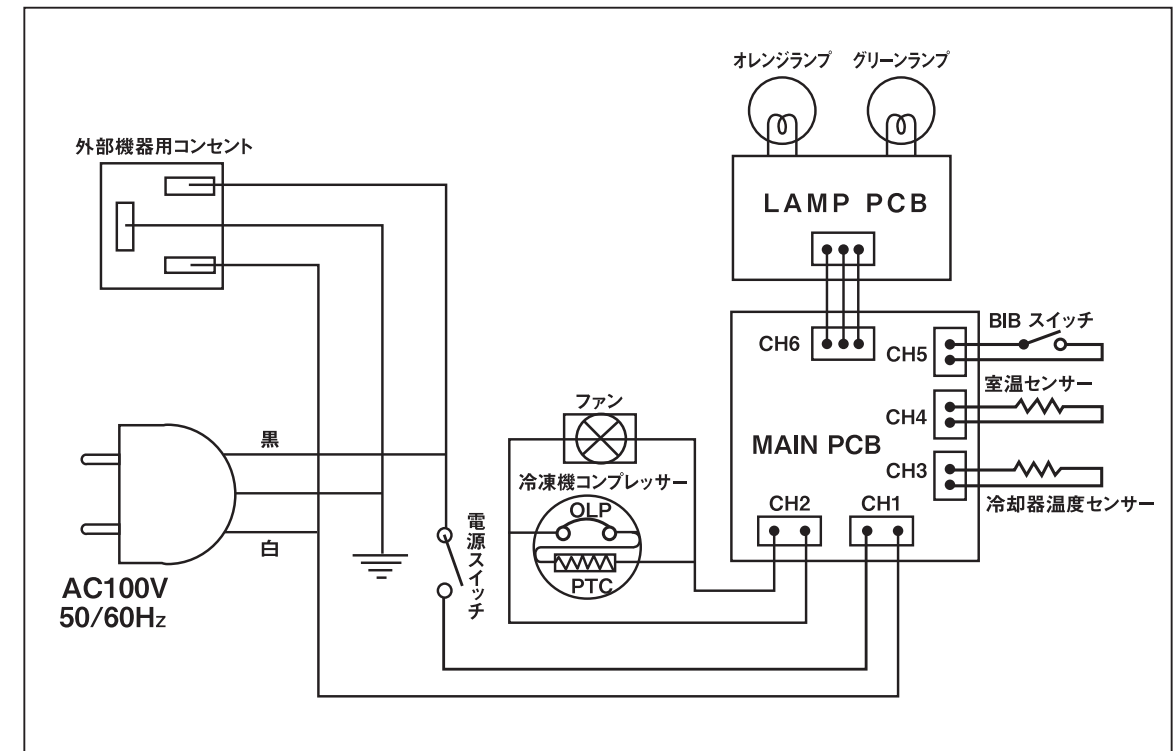 オレンジランプ
グリーンランプ
外部機器用コンセント
LAMP PCB
BIB スイッチ
CH6
CH5
室温センサー
ファン
CH4
黒
MAIN PCB
冷凍機コンプレッサー
CH3
冷却器温度センサー
OLP
CH2
CH1
電源スイッチ
白
PTC
AC100V
50/60Hz